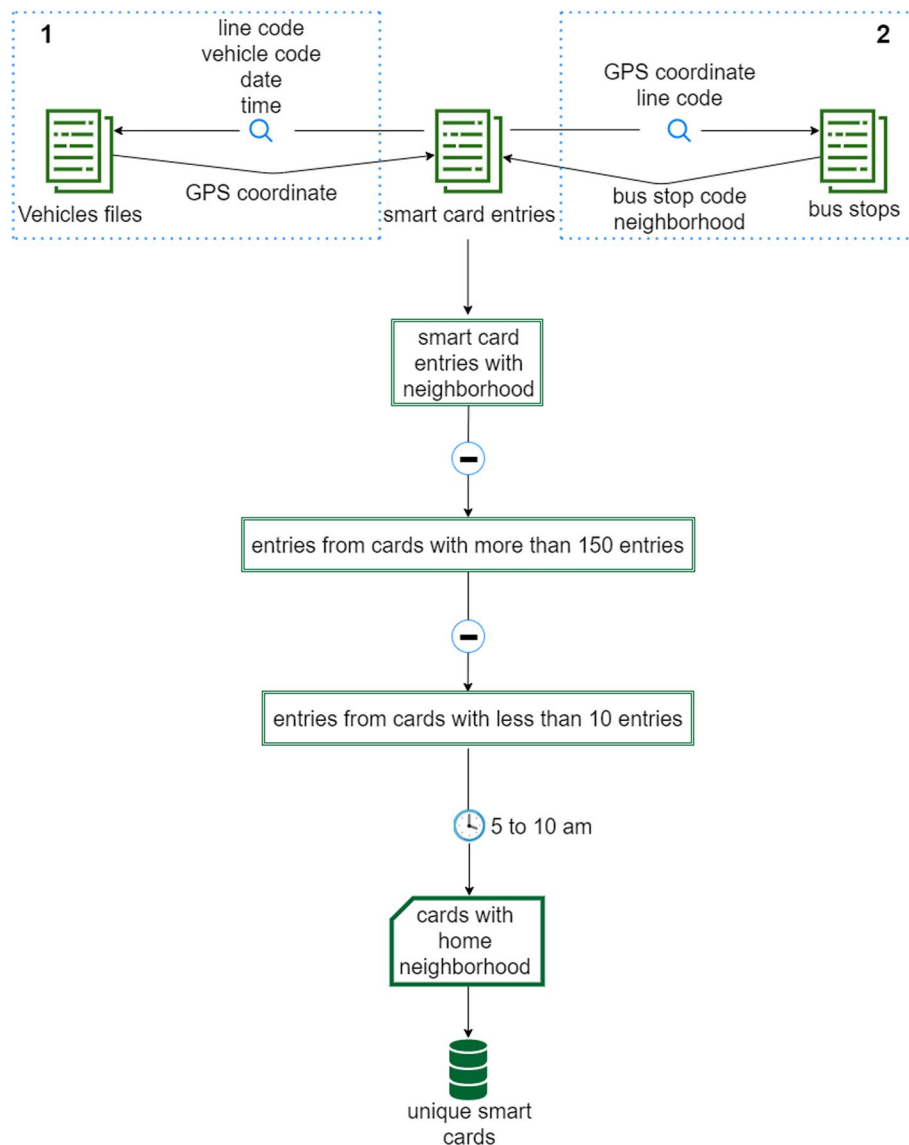 1
line code
vehicle code
date
time
2
GPS coordinate
line code
GPS coordinate
Vehicles files
smart card entries
bus stop code
neighborhood
bus stops
smart card
entries with
neighborhood
entries from cards with more than 150 entries
entries from cards with less than 10 entries
5 to 10 am
cards with
home
neighborhood
unique smart
cards